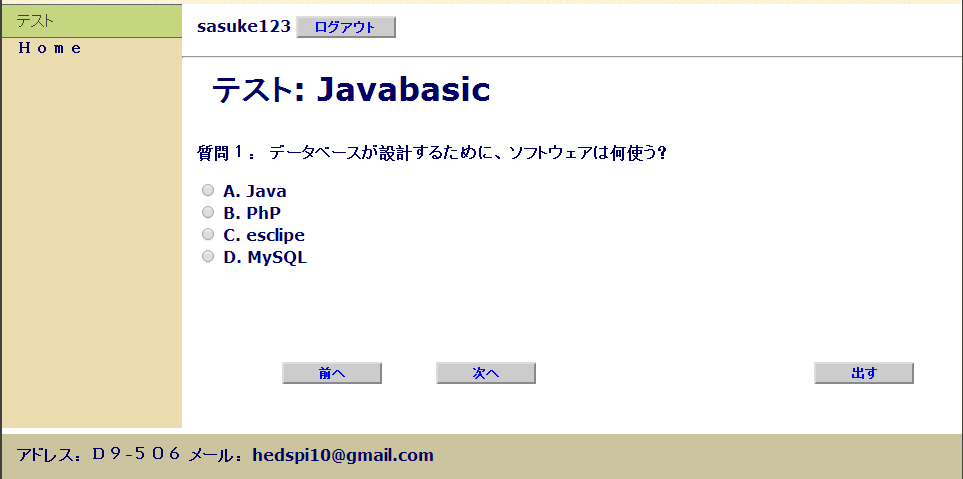 テスト
Ｈｏｍｅ
sasuke123 ログアウト
テスト: Javabasic
質問１： データベースが設計するために、ソフトウェアは何使う?
A. Java
B. PhP
C. esclipe
D. MySQL
前へ 次へ 出す
アドレス：Ｄ９-５０６ メール：hedspi10@gmail.com